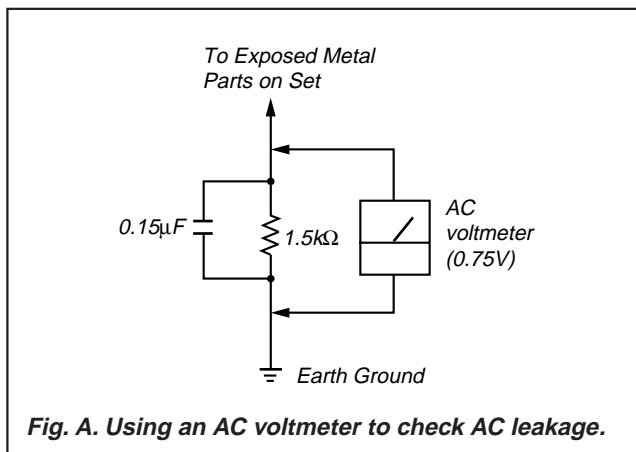 To Exposed Metal
Parts on Set
0.15μF
1.5kΩ
AC
voltmeter
(0.75V)
Earth Ground
Fig. A. Using an AC voltmeter to check AC leakage.